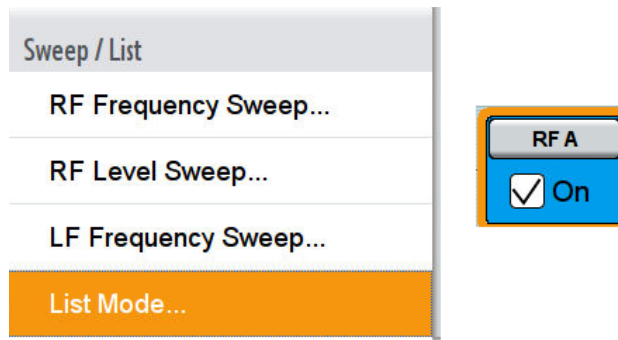 Sweep / List
RF Frequency Sweep...
RF Level Sweep...
LF Frequency Sweep...
List Mode...
RF A
On